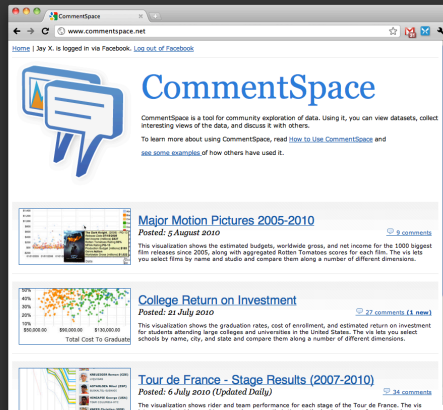 CommentSpace
www.commentspace.net
Home | Jay X. is logged in via Facebook. Log out of Facebook
CommentSpace
CommentSpace is a tool for community exploration of data. Using it, you can view datasets, collect
interesting views of the data, and discuss it with others.
To learn more about using CommentSpace, read How to Use CommentSpace and
see some examples of how others have used it.
Major Motion Pictures 2005-2010
Posted: 5 August 2010
9 comments
This visualization shows the estimated budgets, worldwide gross, and net income for the 1000 biggest
film releases since 2005, along with aggregated Rotten Tomatoes scores for each film. The vis lets
you select films by name and studio and compare them along a number of different dimensions.
50%
40%
30%
20%
10%
$50,000.00
$90,000.00
$130,000.00
Total Cost To Graduate
College Return on Investment
Posted: 21 July 2010
27 comments (1 new)
This visualization shows the graduation rates, cost of enrollment, and estimated return on investment
for students attending large colleges and universities in the United States. The vis lets you select
schools by name, city, and state and compare them along a number of different dimensions.
Tour de France - Stage Results (2007-2010)
Posted: 6 July 2010 (Updated Daily)
34 comments
The visualization shows rider and team performance for each stage of the Tour de France. The vis